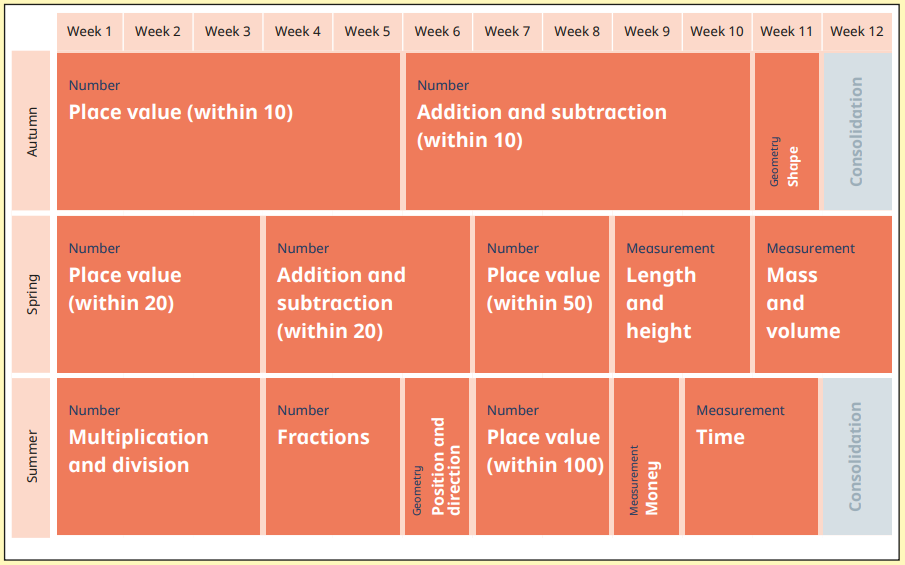 Week 1 Week 2 Week 3 Week 4 Week 5 Week 6 Week 7 Week 8 Week 9 Week 10 Week 11 Week 12
Autumn
Number
Place value (within 10)
Number
Addition and subtraction
(within 10)
Geometry
Shape
Consolidation
Spring
Number
Place value
(within 20)
Number
Addition and
subtraction
(within 20)
Number
Place value
(within 50)
Measurement
Length
and
height
Measurement
Mass
and
volume
Summer
Number
Multiplication
and division
Number
Fractions
Geometry
Position and
direction
Number
Place value
(within 100)
Measurement
Money
Measurement
Time
Consolidation